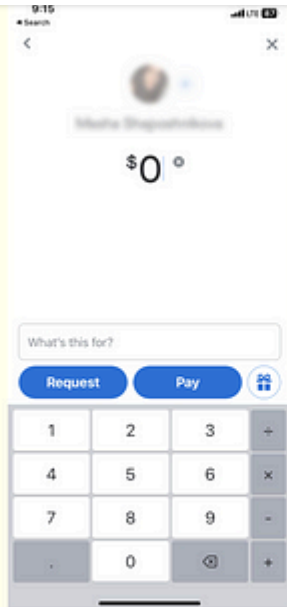 9:15
◀ Search
LTE 87
$0
What's this for?
Request Pay
1 2 3 ÷
4 5 6 ×
7 8 9 -
. 0 +